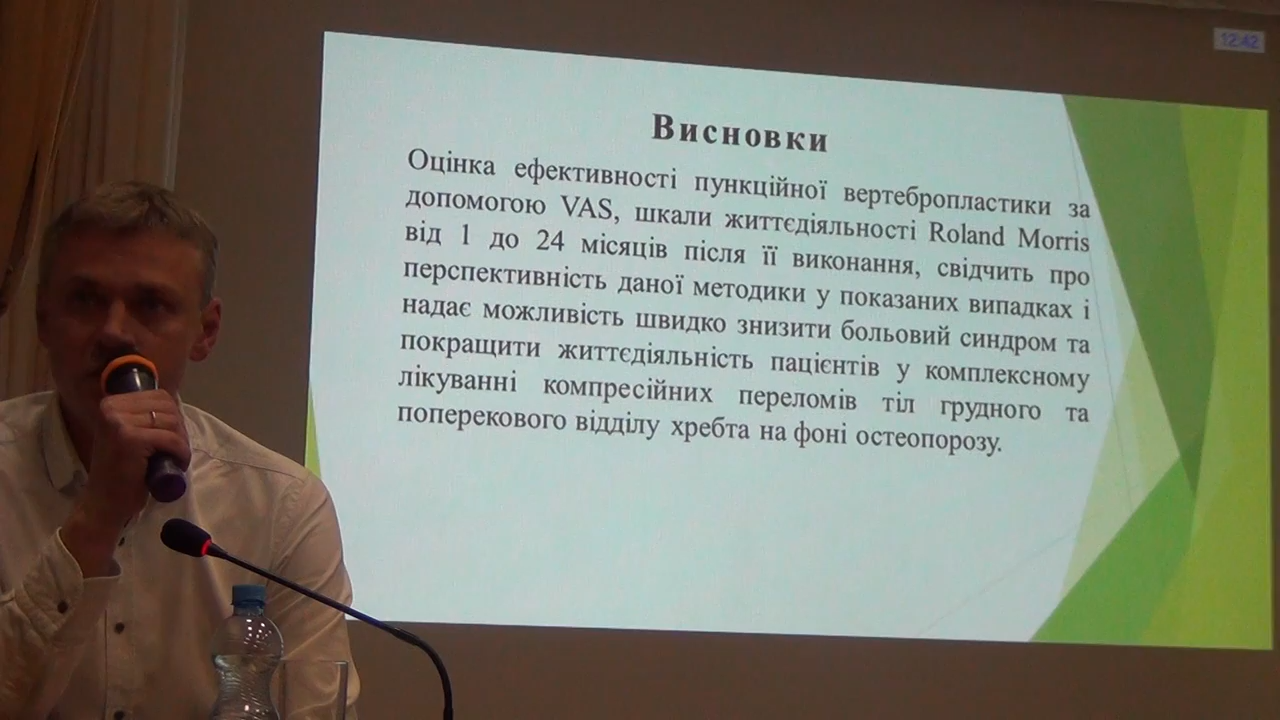 12:42
Висновки
Оцінка ефективності пункційної вертебропластики за
допомогою VAS, шкали життєдіяльності Roland Morris
від 1 до 24 місяців після її виконання, свідчить про
перспективність даної методики у показаних випадках і
надає можливість швидко знизити больовий синдром та
покращити життєдіяльність пацієнтів у комплексному
лікуванні компресійних переломів тіл грудного та
поперекового відділу хребта на фоні остеопорозу.